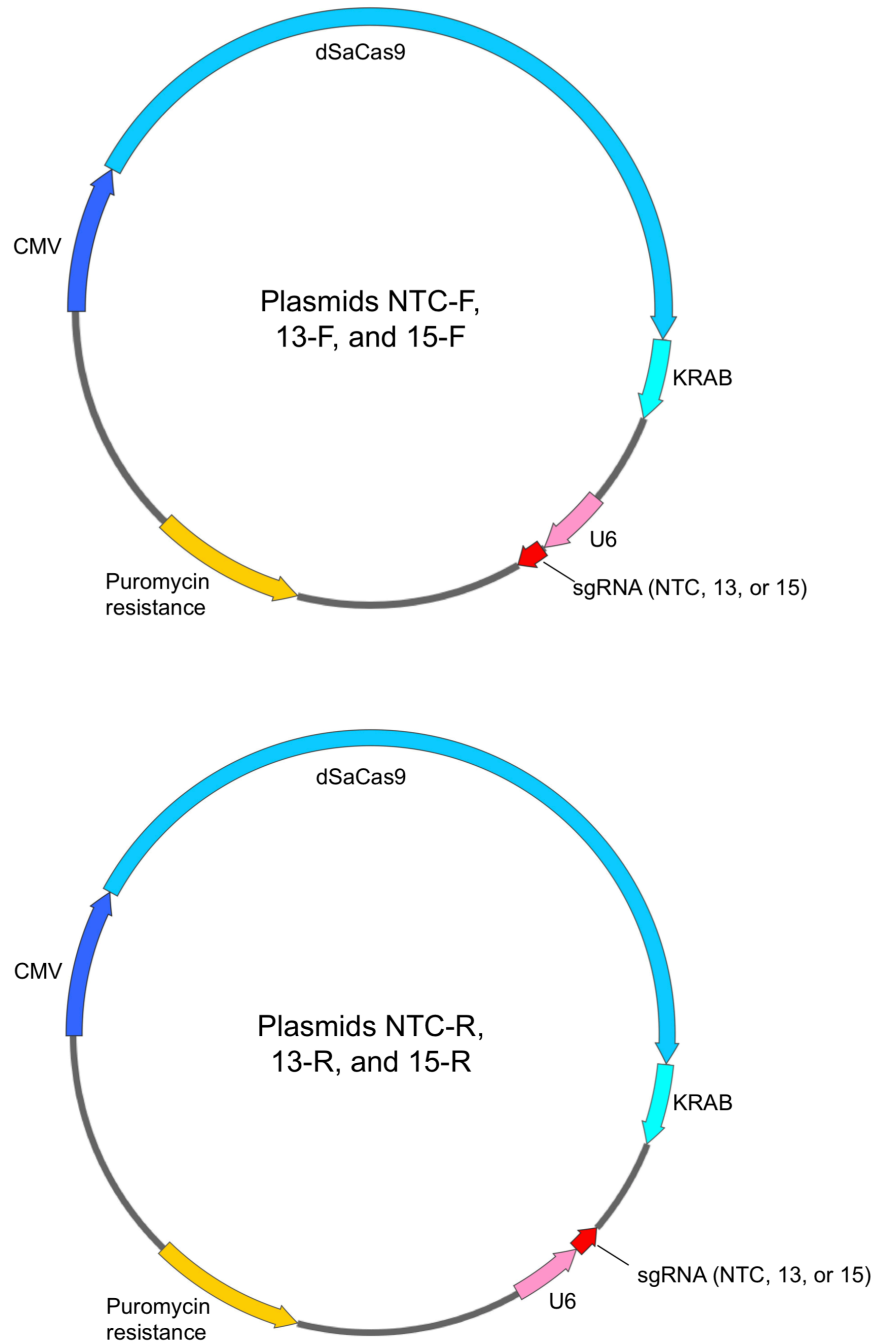 dSaCas9
CMV
Plasmids NTC-F,
13-F, and 15-F
KRAB
U6
sgRNA (NTC, 13, or 15)
Puromycin
resistance
dSaCas9
CMV
Plasmids NTC-R,
13-R, and 15-R
KRAB
sgRNA (NTC, 13, or 15)
U6
Puromycin
resistance